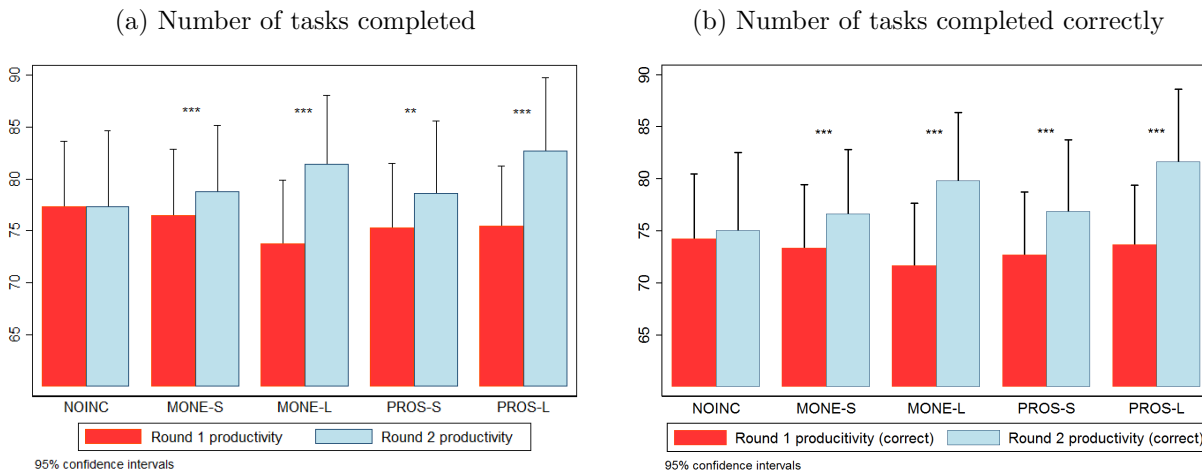 (a) Number of tasks completed
90
85
80
75
70
65
*** *** ** ***
NOINC MONE-S MONE-L PROS-S PROS-L
Round 1 productivity Round 2 productivity
95% confidence intervals
(b) Number of tasks completed correctly
90
85
80
75
70
65
*** *** *** ***
NOINC MONE-S MONE-L PROS-S PROS-L
Round 1 producitivity (correct) Round 2 productivity (correct)
95% confidence intervals